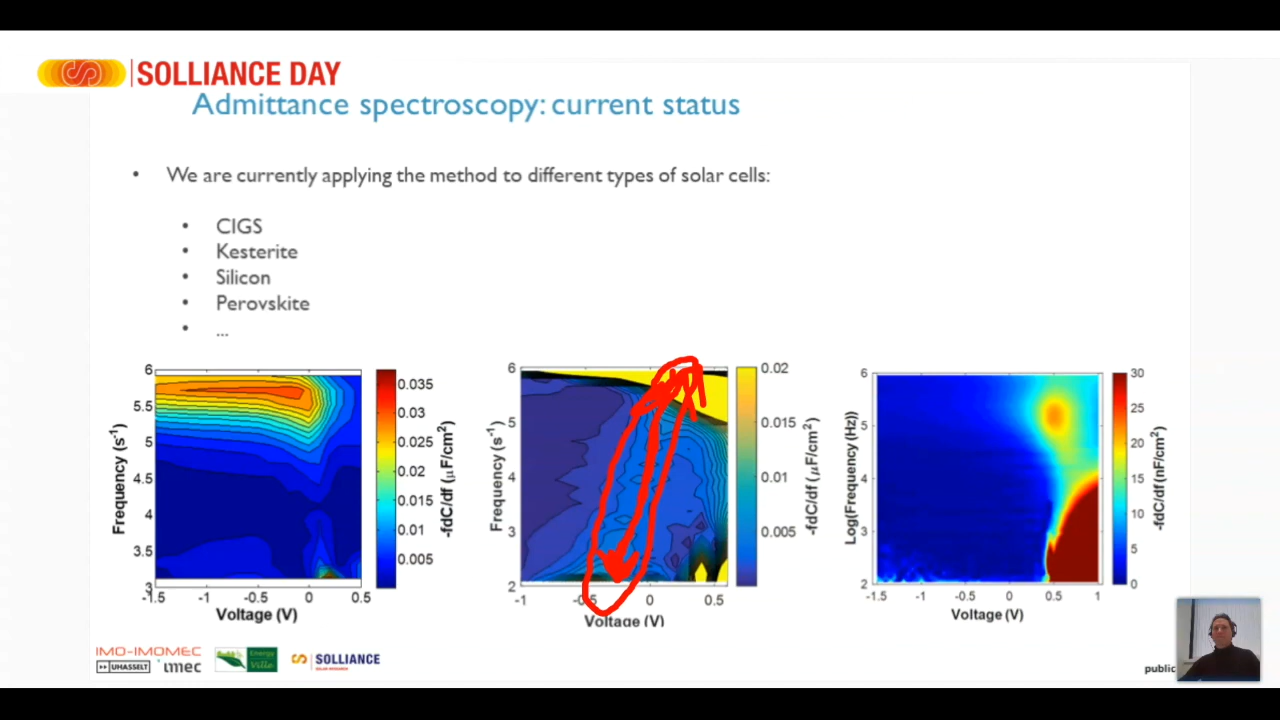 SOLLIANCE DAY
Admittance spectroscopy: current status
• We are currently applying the method to different types of solar cells:
• CIGS
• Kesterite
• Silicon
• Perovskite
• ...
6
5.5
5
4.5
4
3.5
3
Frequency (s⁻¹)
-1.5 -1 -0.5 0 0.5
Voltage (V)
0.035
0.03
0.025
0.02
0.015
0.01
0.005
-fdC/df (μF/cm²)
6
5
4
3
2
Frequency (s⁻¹)
-1 -0.5 0 0.5
Voltage (V)
0.02
0.015
0.01
0.005
-fdC/df (μF/cm²)
6
5
4
3
2
Log(Frequency (Hz))
-1.5 -1 -0.5 0 0.5 1
Voltage (V)
30
25
20
15
10
5
0
-fdC/df (nF/cm²)
IMO-IMOMEC
UHASSELT imec
Energy
Ville
SOLLIANCE
SOLAR RESEARCH
public